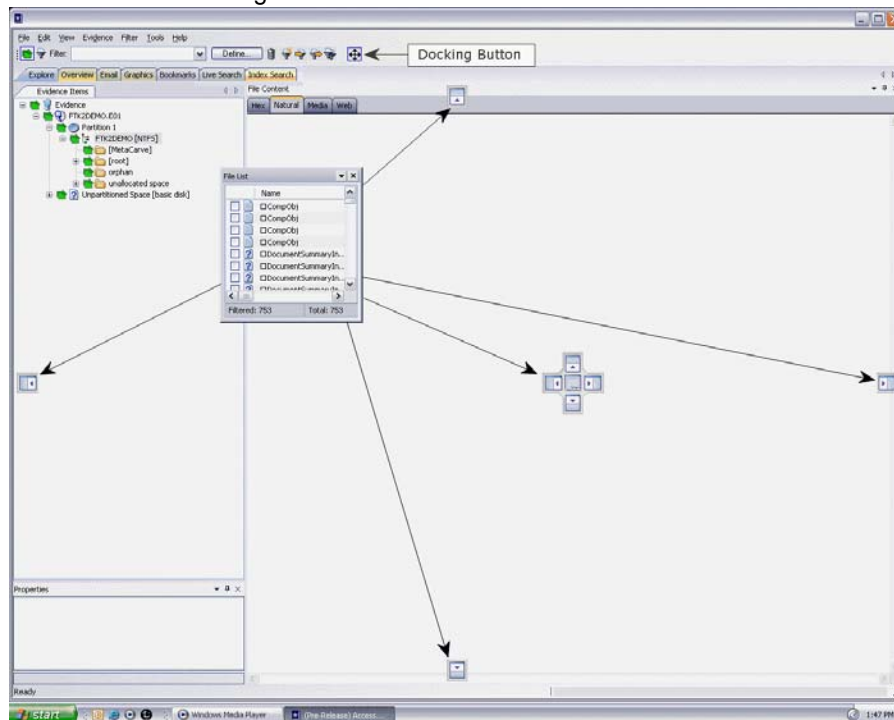 File Edit View Evidence Filter Tools Help
Filter: Define... Docking Button
Explore Overview Email Graphics Bookmarks Live Search Index Search
Evidence Items
File Content
Hex Natural Media Web
Evidence
FTK2DEMO.E01
Partition 1
FTK2DEMO [NTFS]
[MetaCarve]
[root]
orphan
unallocated space
Unpartitioned Space [basic disk]
File List
Name
CompObj
CompObj
CompObj
CompObj
DocumentSummaryIn...
DocumentSummaryIn...
DocumentSummaryIn...
Filtered: 753 Total: 753
Properties
Ready
start Windows Media Player (Pre-Release) Access... 1:47 PM